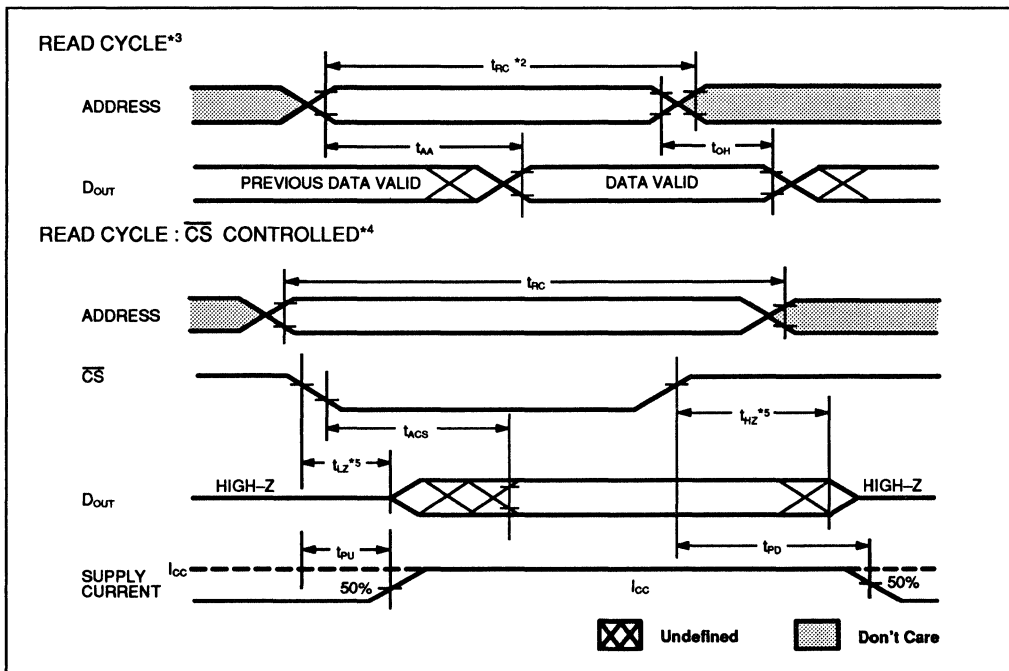 READ CYCLE*3
tRC *2
ADDRESS
tAA
tOH
DOUT
PREVIOUS DATA VALID
DATA VALID
READ CYCLE : CS CONTROLLED*4
tRC
ADDRESS
CS
tHZ*5
tACS
tLZ*5
HIGH–Z
HIGH–Z
DOUT
tPU
tPD
ICC
SUPPLY
CURRENT
50%
ICC
50%
Undefined
Don't Care